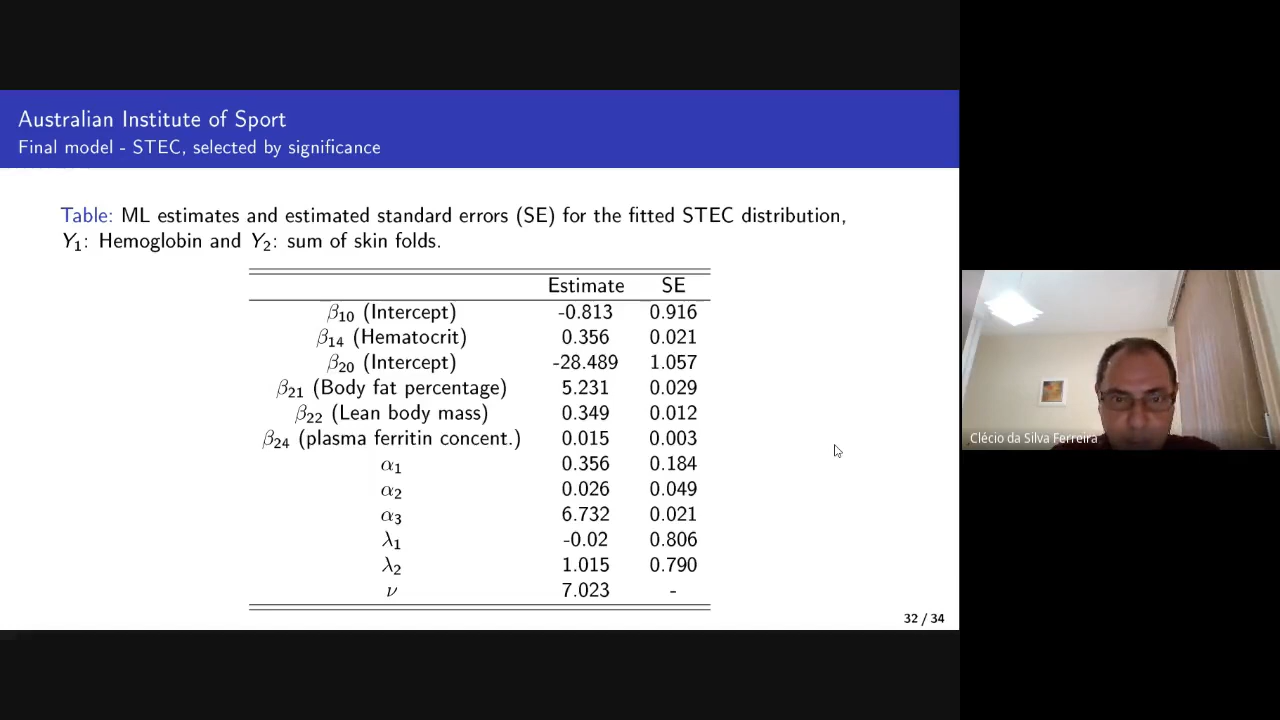 Australian Institute of Sport
Final model - STEC, selected by significance
Table: ML estimates and estimated standard errors (SE) for the fitted STEC distribution,
Y₁: Hemoglobin and Y₂: sum of skin folds.
Estimate SE
β₁₀ (Intercept) -0.813 0.916
β₁₄ (Hematocrit) 0.356 0.021
β₂₀ (Intercept) -28.489 1.057
β₂₁ (Body fat percentage) 5.231 0.029
β₂₂ (Lean body mass) 0.349 0.012
β₂₄ (plasma ferritin concent.) 0.015 0.003
α₁ 0.356 0.184
α₂ 0.026 0.049
α₃ 6.732 0.021
λ₁ -0.02 0.806
λ₂ 1.015 0.790
ν 7.023 -
32 / 34
Clécio da Silva Ferreira